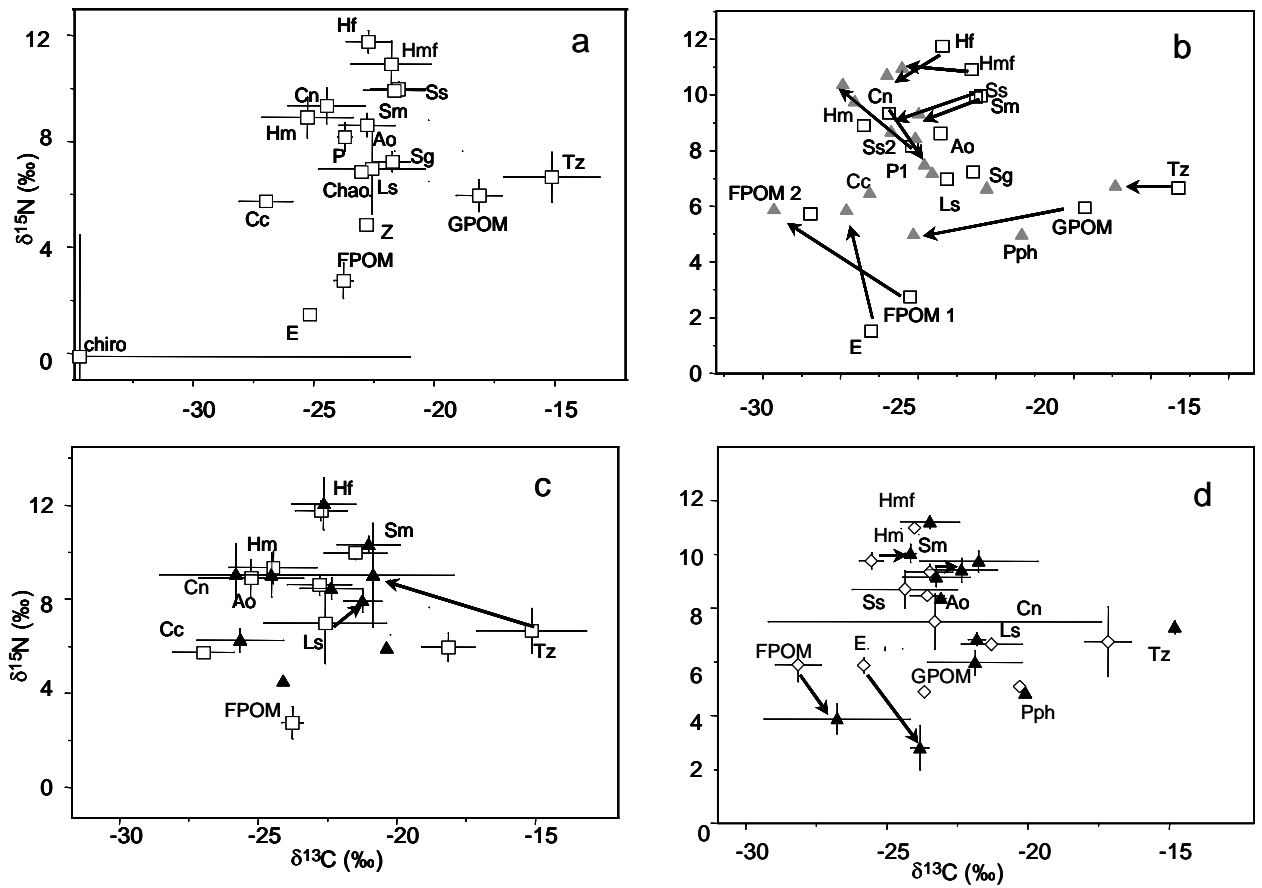 a
12
8
4
0
δ15N (‰)
Hf
Hmf
Ss
Cn
Hm
Sm
P
Ao
Sg
Chao
Ls
Tz
Cc
Z
GPOM
FPOM
E
chiro
-30
-25
-20
-15
b
12
10
8
6
4
2
0
Hf
Hmf
Ss
Sm
Cn
Hm
Ss2
Ao
P1
Cc
Ls
Sg
Tz
FPOM 2
GPOM
Pph
FPOM 1
E
-30
-25
-20
-15
c
12
8
4
0
δ15N (‰)
Hf
Sm
Hm
Cn
Ao
Cc
Ls
Tz
FPOM
-30
-25
-20
-15
δ13C (‰)
d
12
10
8
6
4
2
0
Hmf
Hm
Sm
Ss
Ao
Cn
Ls
E
FPOM
GPOM
Tz
Pph
-30
-25
-20
-15
δ13C (‰)